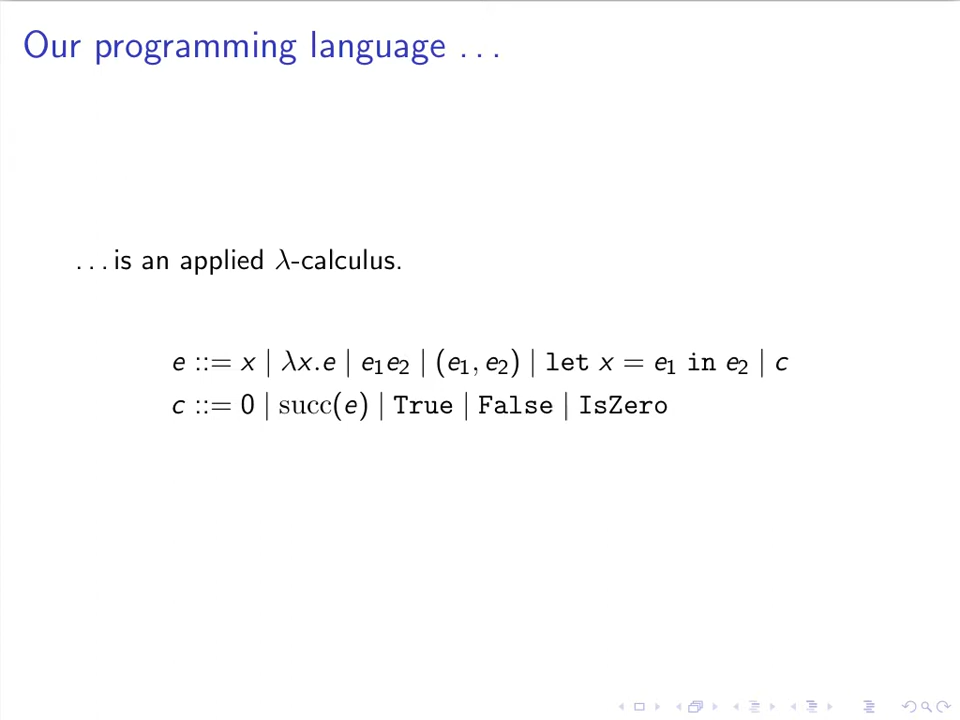 Our programming language . . .
. . . is an applied λ-calculus.
e ::= x | λx.e | e₁e₂ | (e₁, e₂) | let x = e₁ in e₂ | c
c ::= 0 | succ(e) | True | False | IsZero